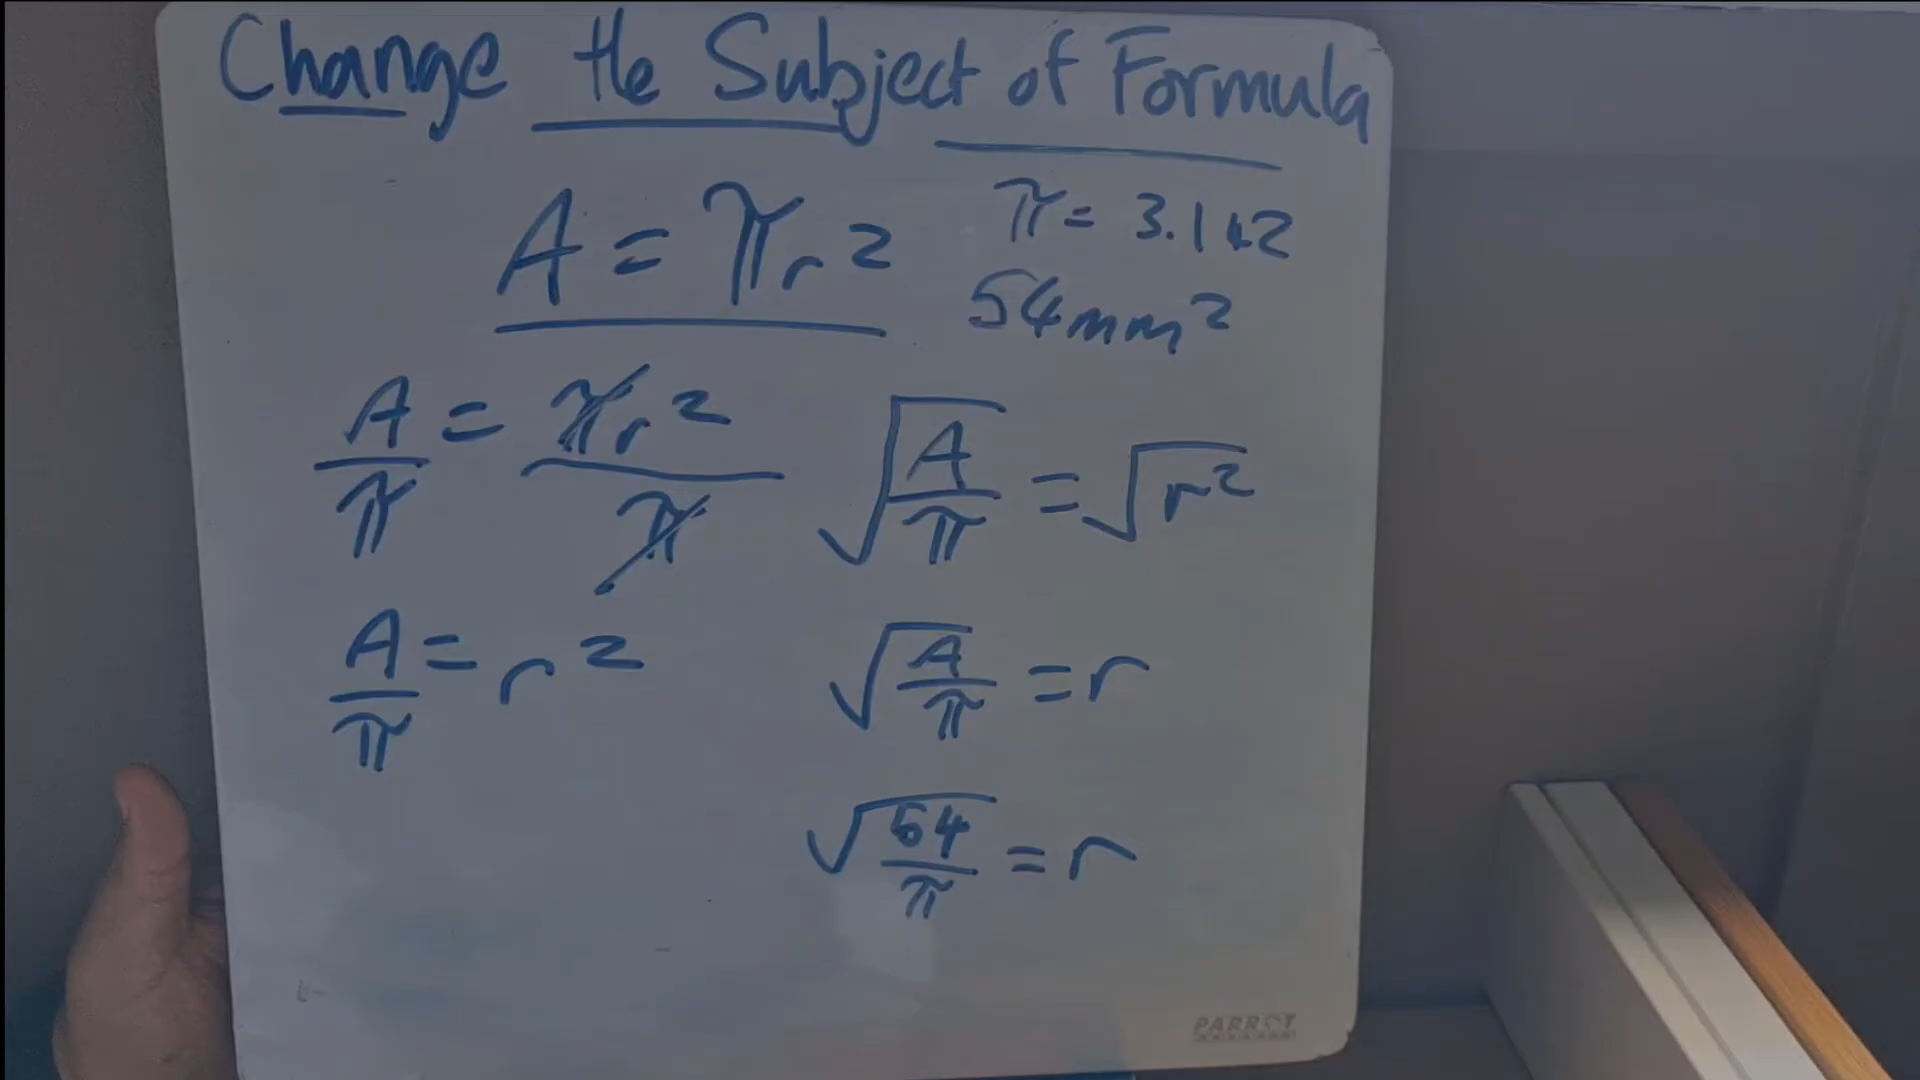 Change the Subject of Formula
A = πr²
π = 3.142
54mm²
A/π = πr²/π
A/π = r²
√A/π = √r²
√A/π = r
√54/π = r
PARROT